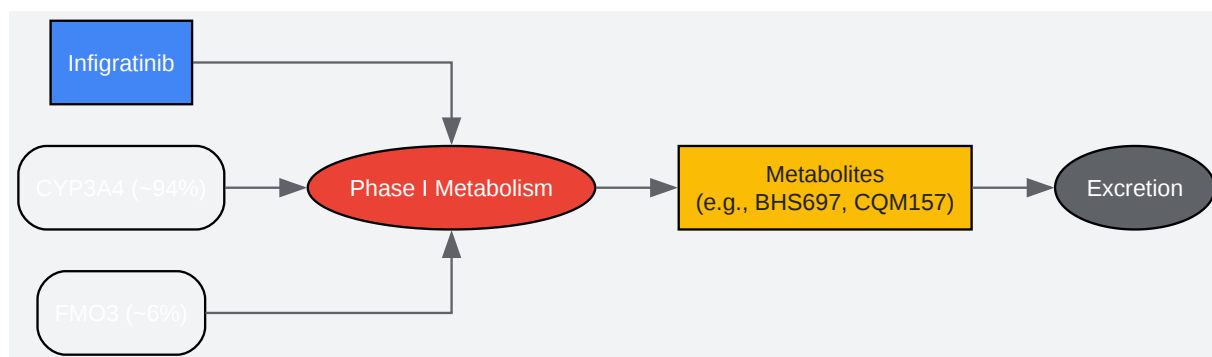 Infigratinib
CYP3A4 (~94%)
FMO3 (~6%)
Phase I Metabolism
Metabolites
(e.g., BHS697, CQM157)
Excretion